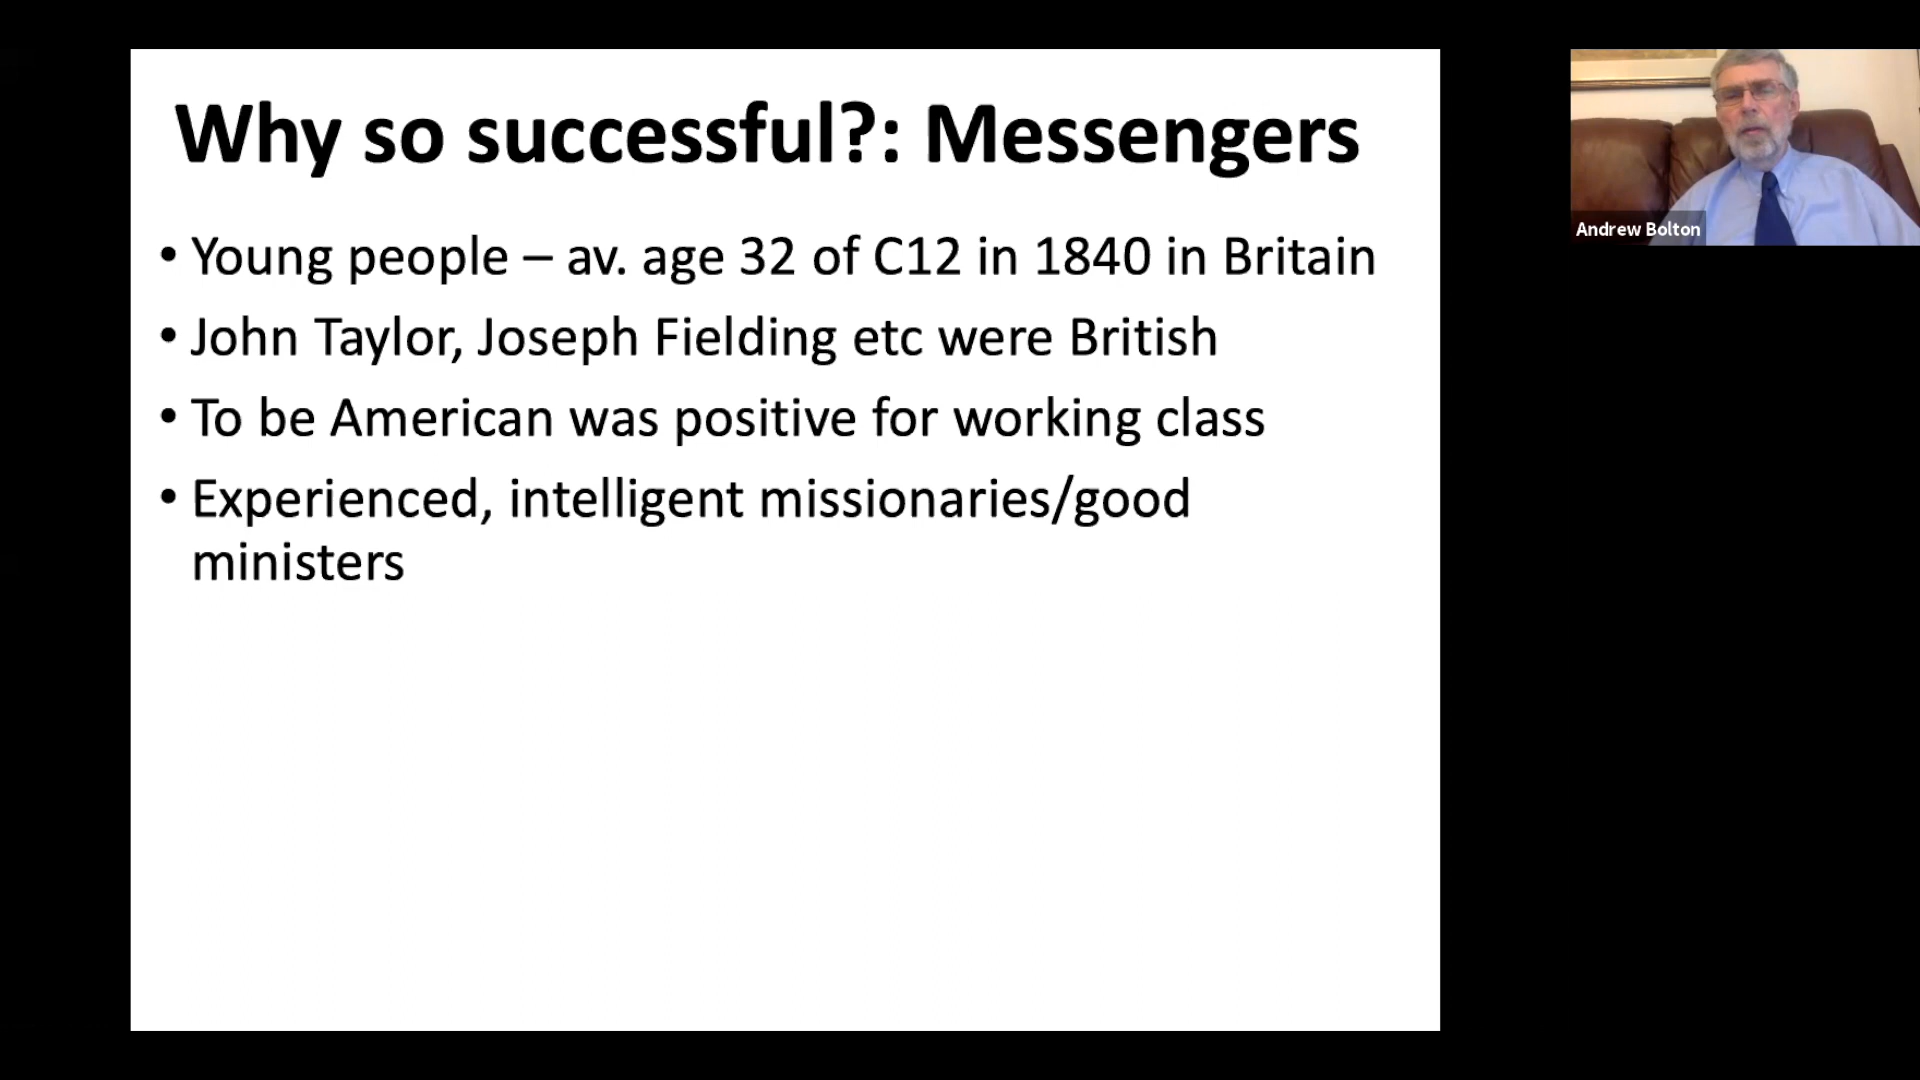 Why so successful?: Messengers
• Young people – av. age 32 of C12 in 1840 in Britain
• John Taylor, Joseph Fielding etc were British
• To be American was positive for working class
• Experienced, intelligent missionaries/good
ministers
Andrew Bolton